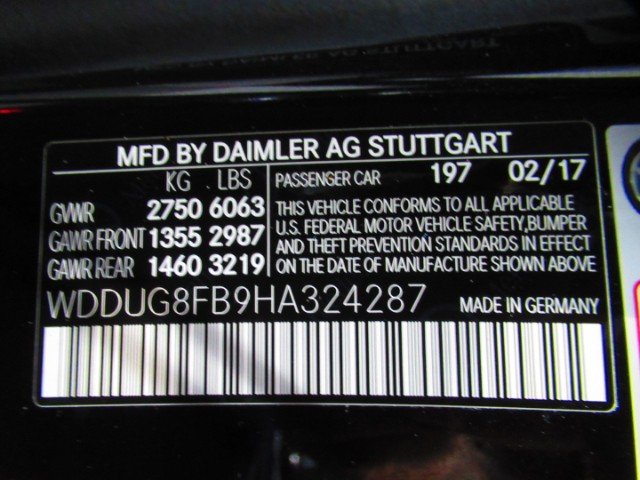 MFD BY DAIMLER AG STUTTGART
KG LBS
GVWR 2750 6063
GAWR FRONT 1355 2987
GAWR REAR 1460 3219
PASSENGER CAR 197 02/17
THIS VEHICLE CONFORMS TO ALL APPLICABLE
U.S. FEDERAL MOTOR VEHICLE SAFETY,BUMPER
AND THEFT PREVENTION STANDARDS IN EFFECT
ON THE DATE OF MANUFACTURE SHOWN ABOVE
WDDUG8FB9HA324287 MADE IN GERMANY